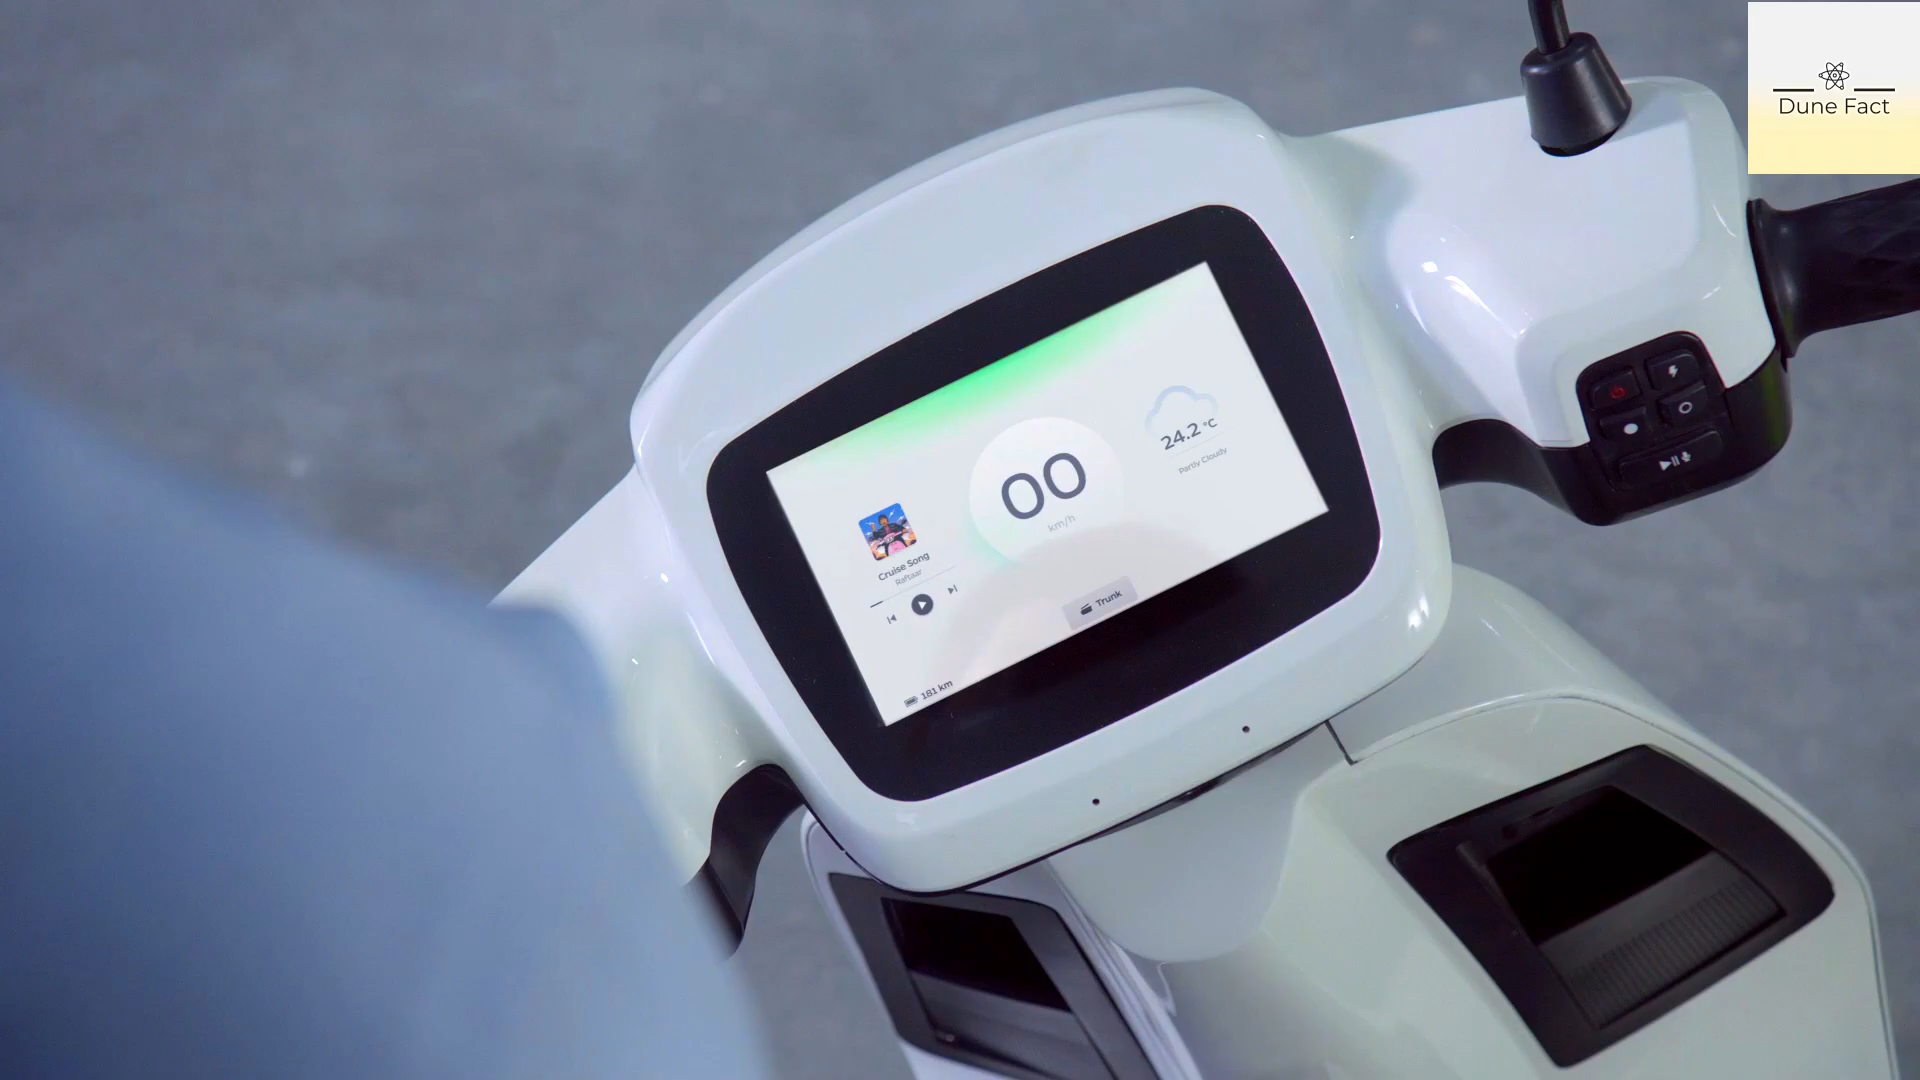 Dune Fact
24.2 °C
Partly Cloudy
00
km/h
Cruise Song
Raftaar
Trunk
181 km